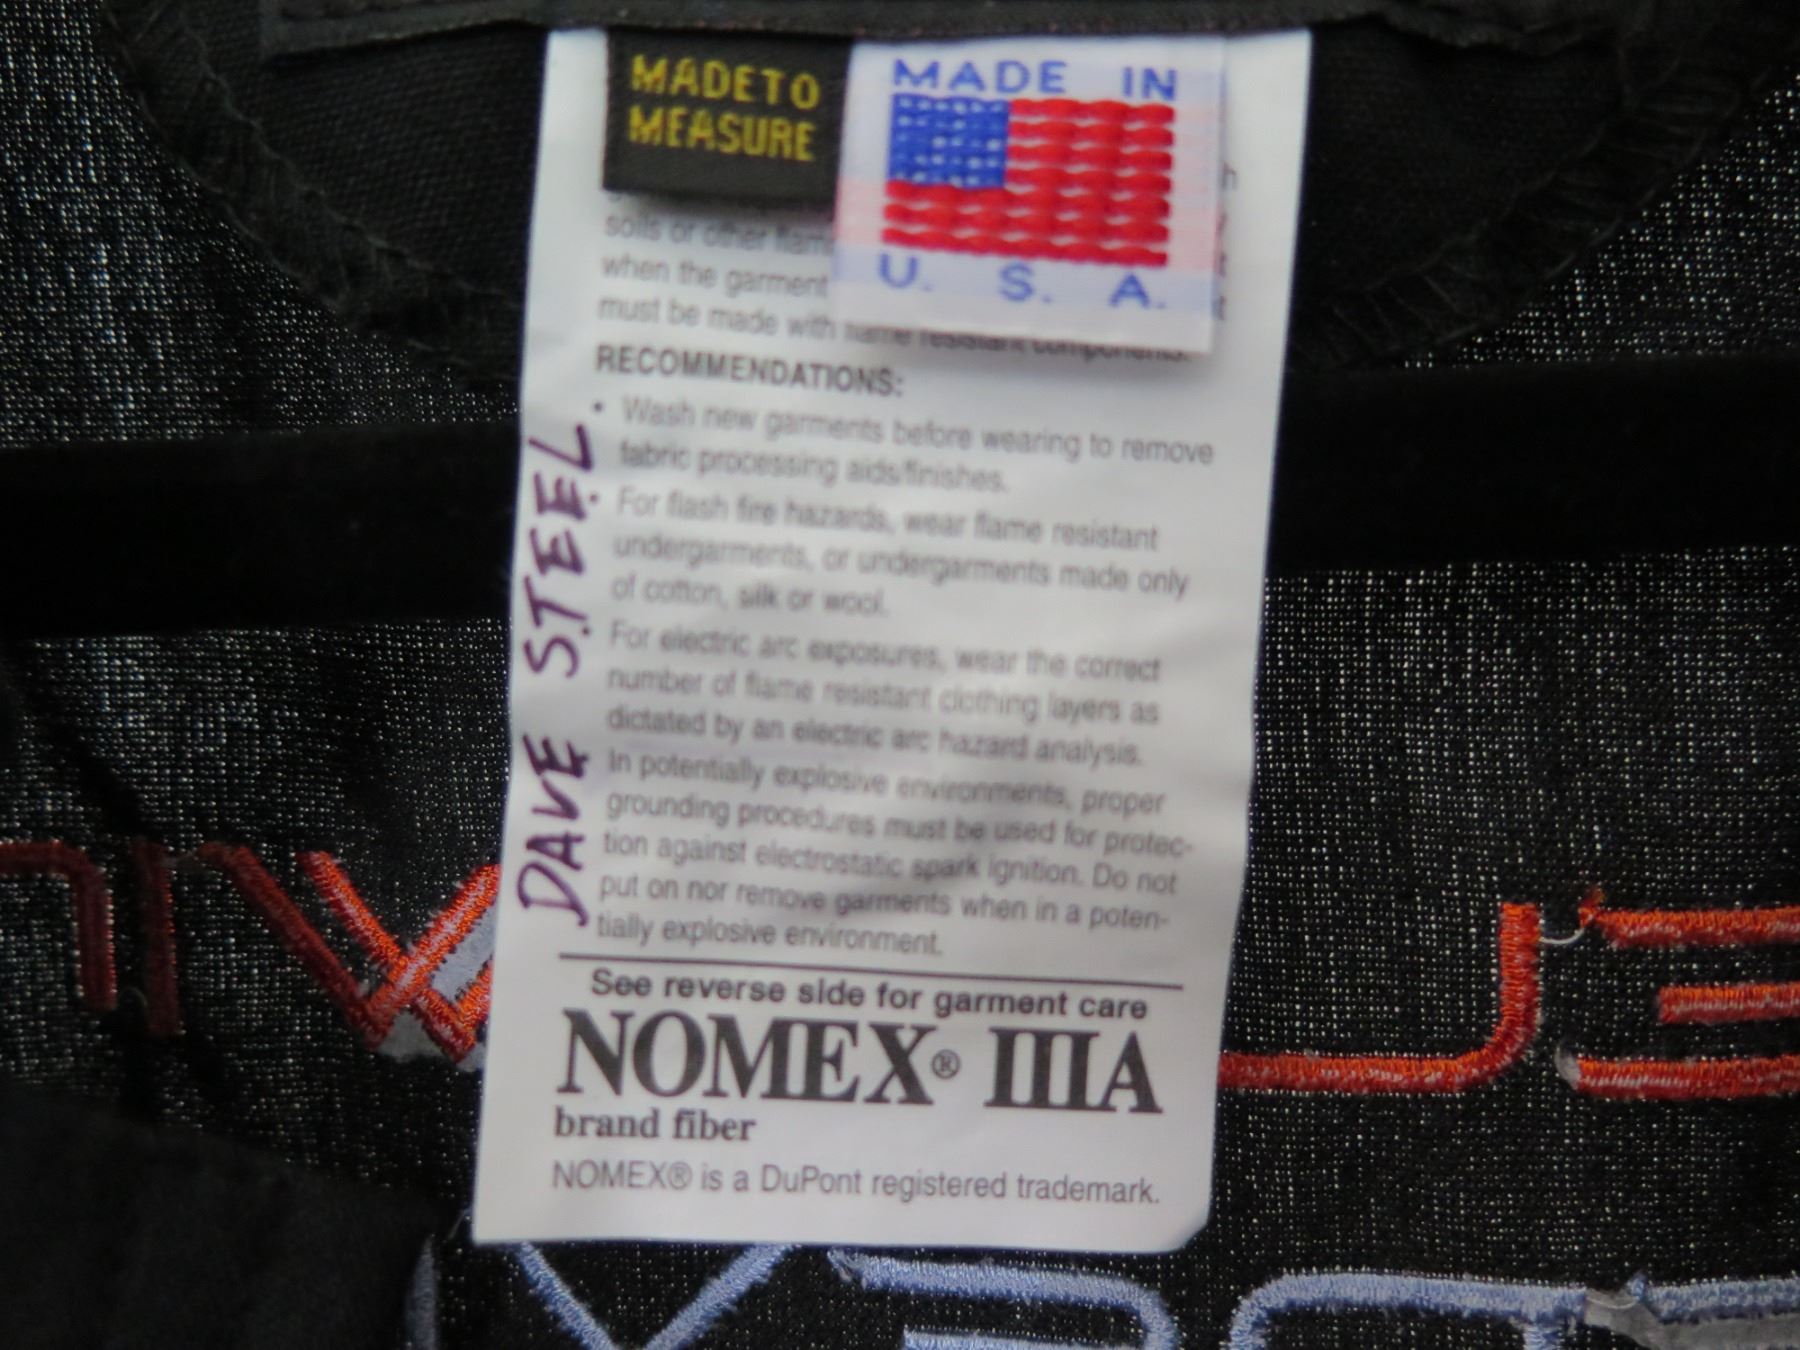 MADE TO
MEASURE
MADE IN
U. S. A.
soils or other
when the garment
must be made with flame resistant components.
RECOMMENDATIONS:
• Wash new garments before wearing to remove
fabric processing aids/finishes.
• For flash fire hazards, wear flame resistant
undergarments, or undergarments made only
of cotton, silk or wool.
For electric arc exposures, wear the correct
number of flame resistant clothing layers as
dictated by an electric arc hazard analysis.
In potentially explosive environments, proper
grounding procedures must be used for protec-
tion against electrostatic spark ignition. Do not
put on nor remove garments when in a poten-
tially explosive environment.
DAVE STEEL
See reverse side for garment care
NOMEX® IIIA
brand fiber
NOMEX® is a DuPont registered trademark.